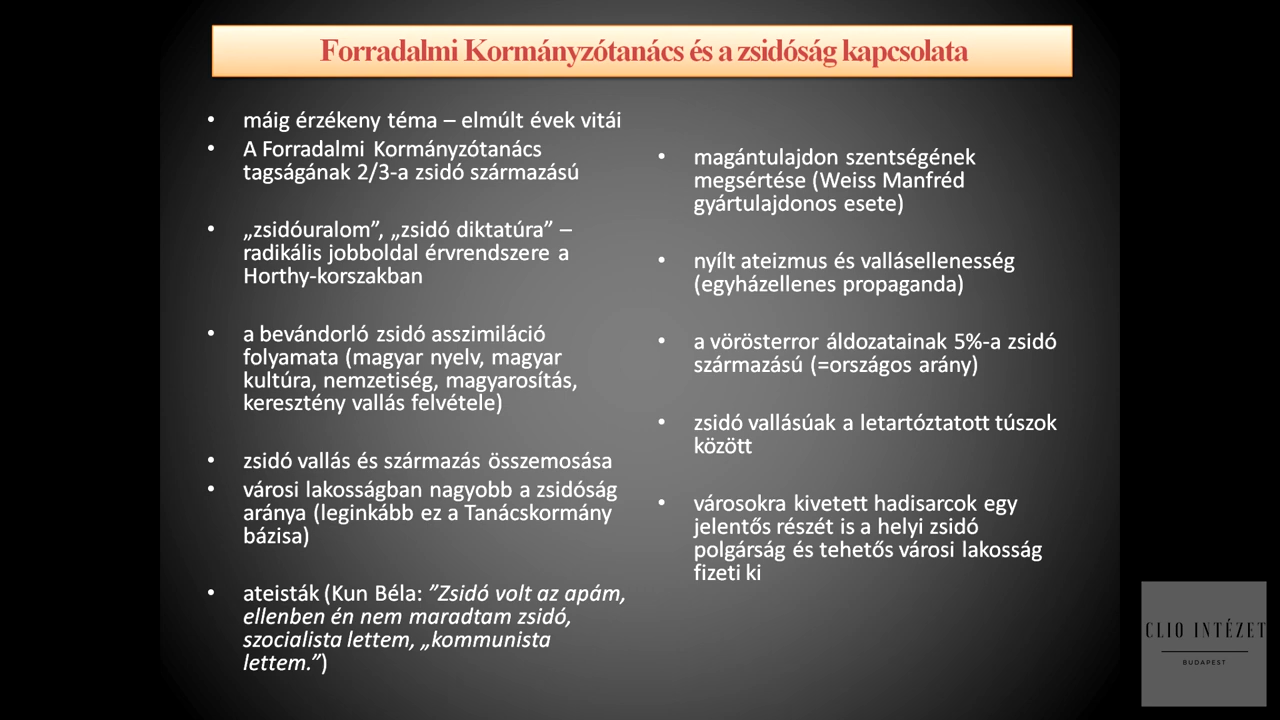 Forradalmi Kormányzótanács és a zsidóság kapcsolata
• máig érzékeny téma – elmúlt évek vitái
• A Forradalmi Kormányzótanács
tagságának 2/3-a zsidó származású
• „zsidóuralom”, „zsidó diktatúra” –
radikális jobboldal érvrendszere a
Horthy-korszakban
• a bevándorló zsidó asszimiláció
folyamata (magyar nyelv, magyar
kultúra, nemzetiség, magyarosítás,
keresztény vallás felvétele)
• zsidó vallás és származás összemosása
• városi lakosságban nagyobb a zsidóság
aránya (leginkább ez a Tanácskormány
bázisa)
• ateisták (Kun Béla: ”Zsidó volt az apám,
ellenben én nem maradtam zsidó,
szocialista lettem, „kommunista
lettem.”)
• magántulajdon szentségének
megsértése (Weiss Manfréd
gyártulajdonos esete)
• nyílt ateizmus és vallásellenesség
(egyházellenes propaganda)
• a vörösterror áldozatainak 5%-a zsidó
származású (=országos arány)
• zsidó vallásúak a letartóztatott túszok
között
• városokra kivetett hadisarcok egy
jelentős részét is a helyi zsidó
polgárság és tehetős városi lakosság
fizeti ki
CLIO INTÉZET
BUDAPEST